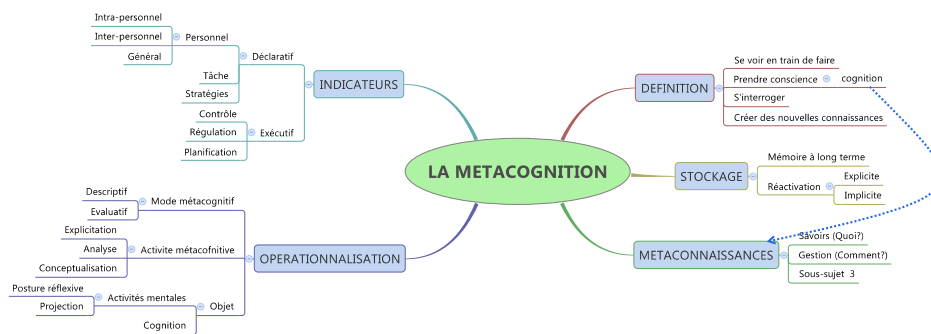 LA METACOGNITION
INDICATEURS
Déclaratif
Personnel
Intra-personnel
Inter-personnel
Général
Tâche
Stratégies
Exécutif
Contrôle
Régulation
Planification
DEFINITION
Se voir en train de faire
Prendre conscience
cognition
S'interroger
Créer des nouvelles connaissances
STOCKAGE
Mémoire à long terme
Réactivation
Explicite
Implicite
METACONNAISSANCES
Savoirs (Quoi?)
Gestion (Comment?)
Sous-sujet 3
OPERATIONNALISATION
Mode métacognitif
Descriptif
Evaluatif
Activite métacofnitive
Explicitation
Analyse
Conceptualisation
Objet
Activités mentales
Posture réflexive
Projection
Cognition